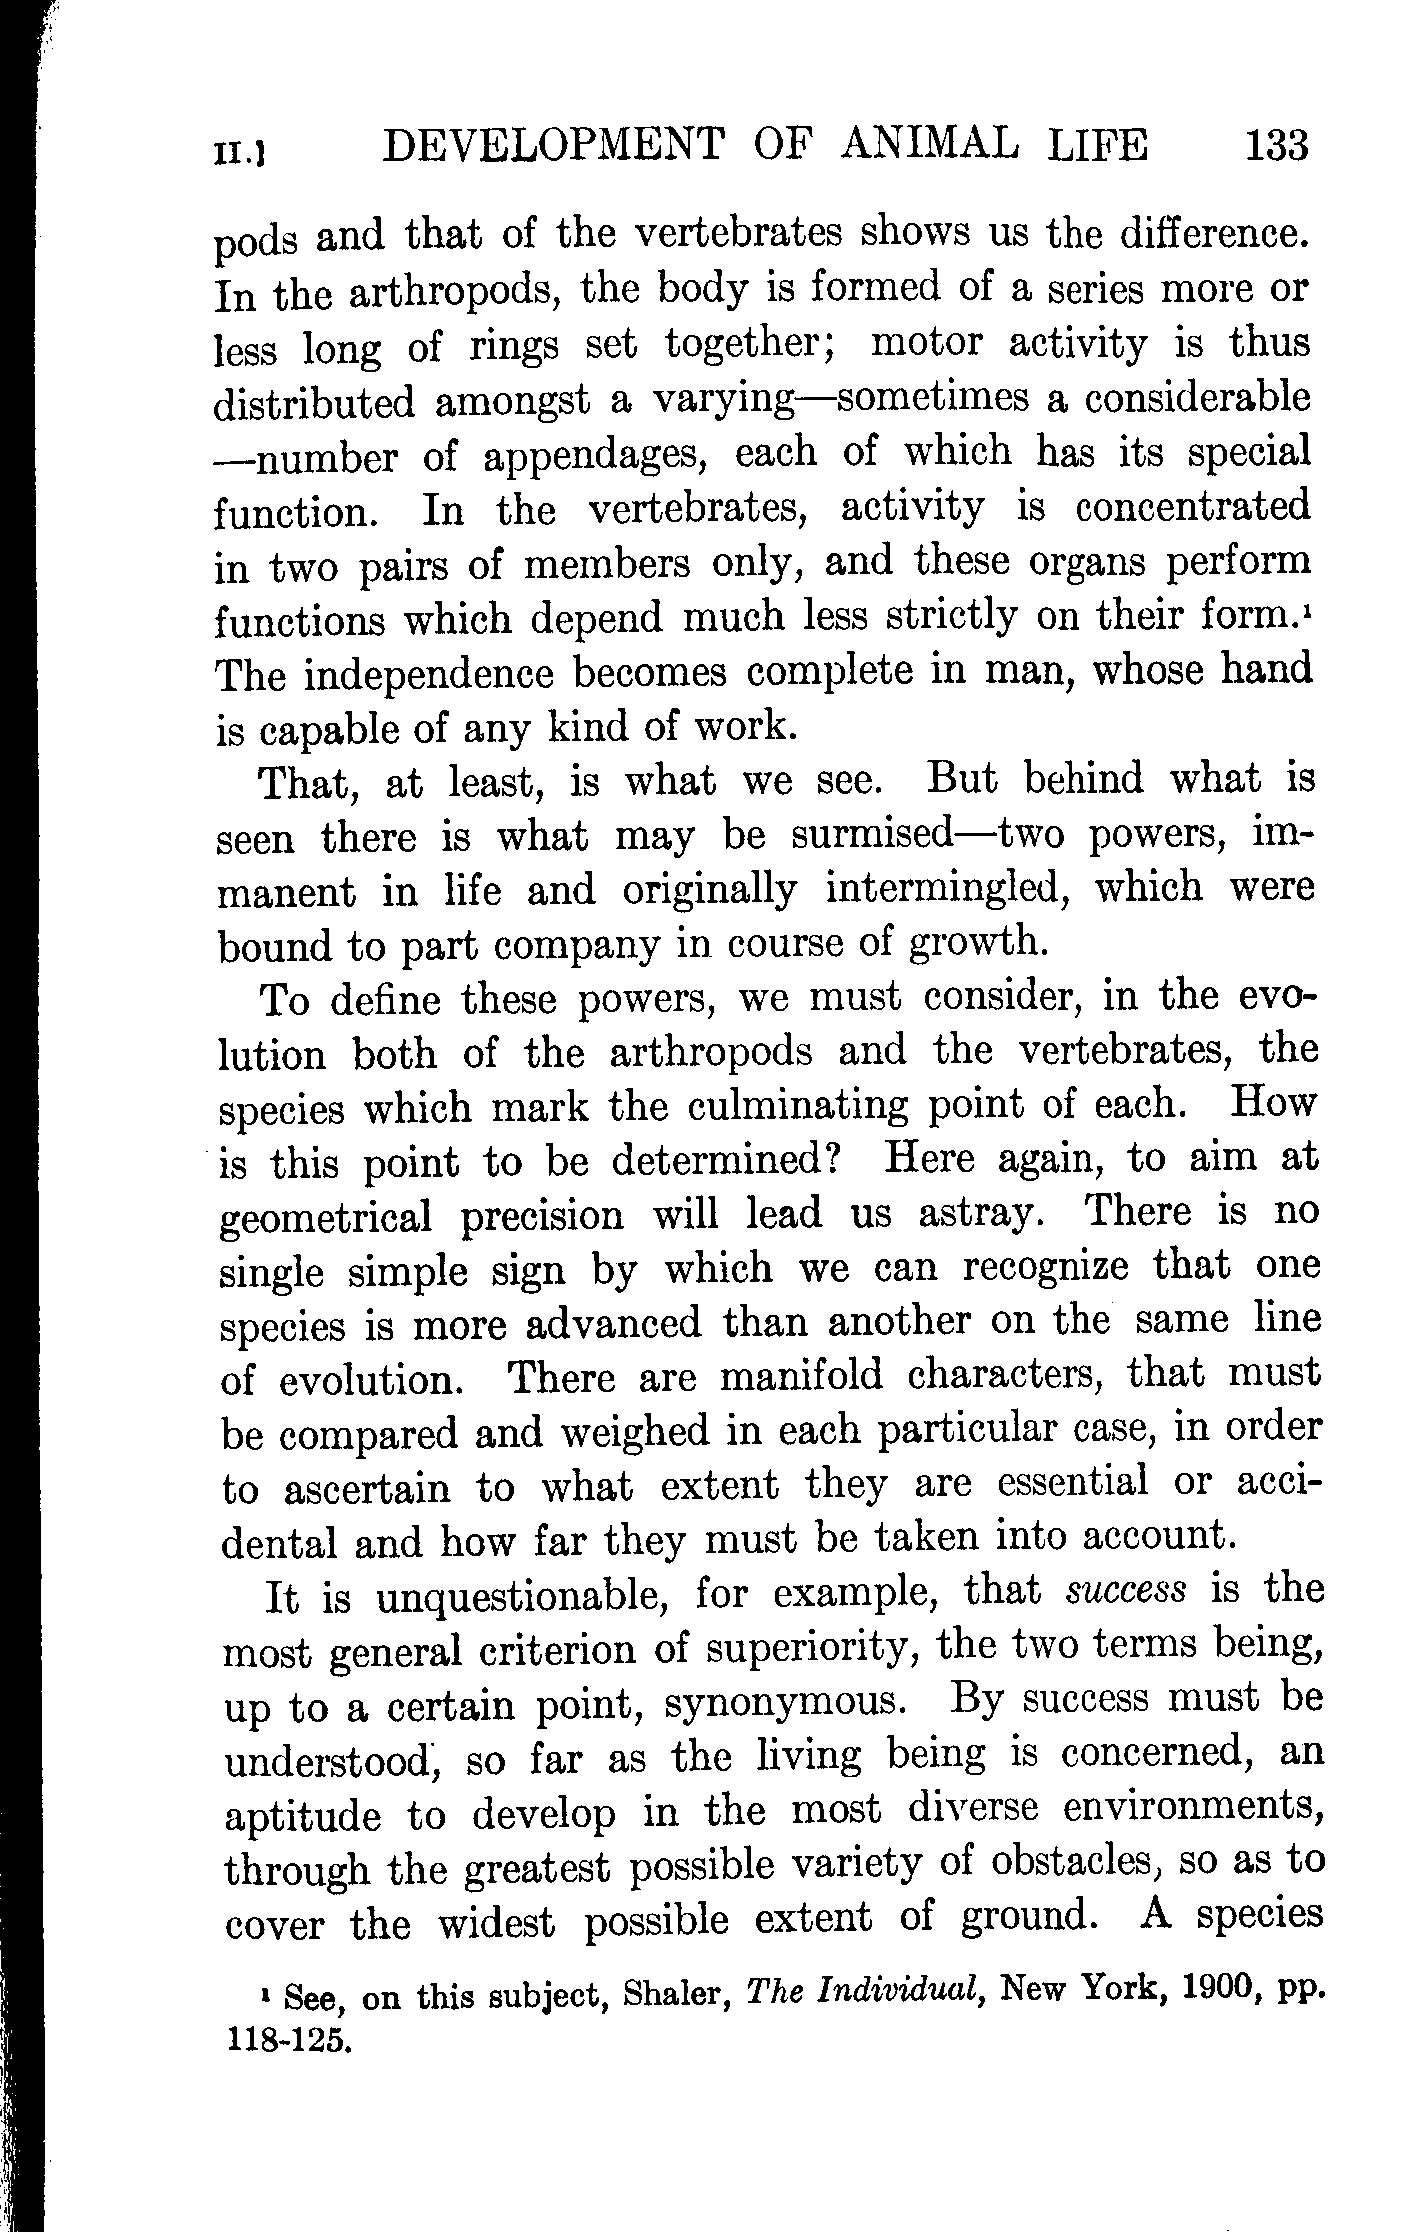 II.] DEVELOPMENT OF ANIMAL LIFE 133
pods and that of the vertebrates shows us the difference.
In the arthropods, the body is formed of a series more or
less long of rings set together; motor activity is thus
distributed amongst a varying—sometimes a considerable
—number of appendages, each of which has its special
function. In the vertebrates, activity is concentrated
in two pairs of members only, and these organs perform
functions which depend much less strictly on their form.¹
The independence becomes complete in man, whose hand
is capable of any kind of work.
That, at least, is what we see. But behind what is
seen there is what may be surmised—two powers, im-
manent in life and originally intermingled, which were
bound to part company in course of growth.
To define these powers, we must consider, in the evo-
lution both of the arthropods and the vertebrates, the
species which mark the culminating point of each. How
is this point to be determined? Here again, to aim at
geometrical precision will lead us astray. There is no
single simple sign by which we can recognize that one
species is more advanced than another on the same line
of evolution. There are manifold characters, that must
be compared and weighed in each particular case, in order
to ascertain to what extent they are essential or acci-
dental and how far they must be taken into account.
It is unquestionable, for example, that success is the
most general criterion of superiority, the two terms being,
up to a certain point, synonymous. By success must be
understood, so far as the living being is concerned, an
aptitude to develop in the most diverse environments,
through the greatest possible variety of obstacles, so as to
cover the widest possible extent of ground. A species
¹ See, on this subject, Shaler, The Individual, New York, 1900, pp.
118-125.